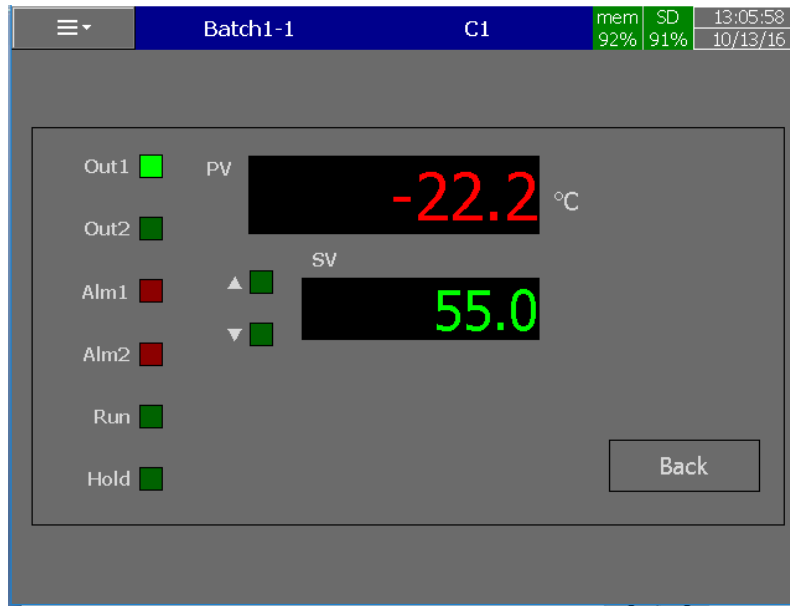 Batch1-1 C1 mem SD 13:05:58
92% 91% 10/13/16
Out1 PV -22.2 °C
Out2
SV
Alm1 55.0
Alm2
Run
Hold
Back